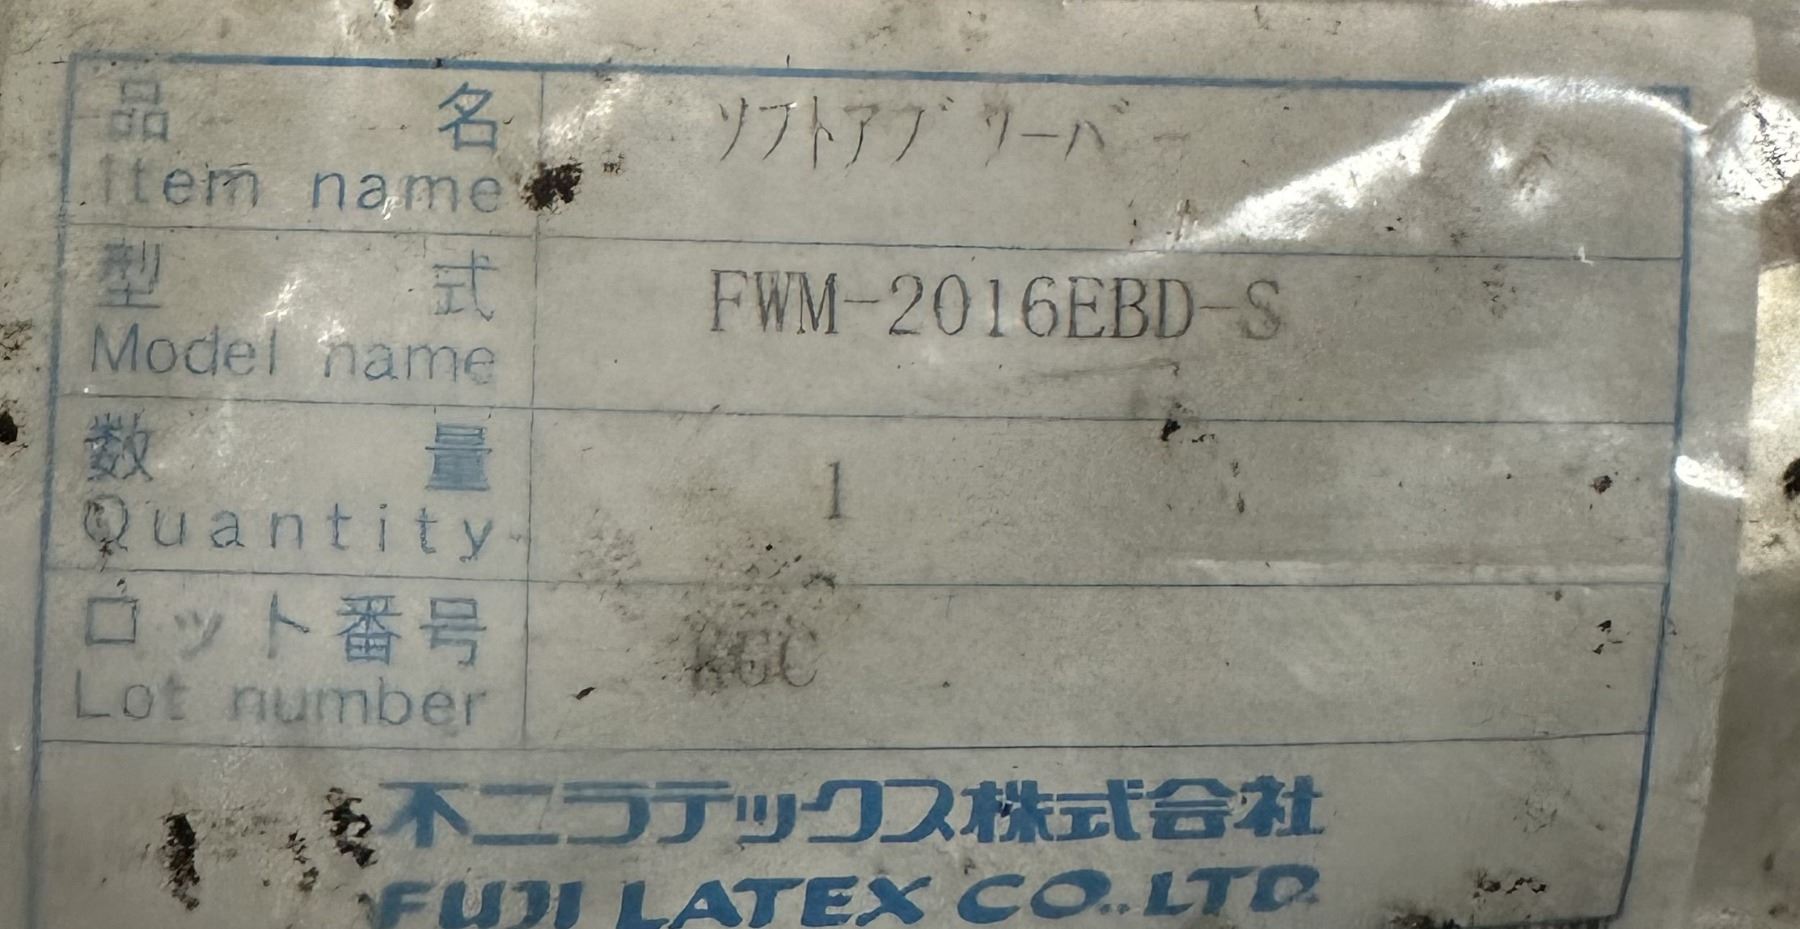 品名 ソフトアブソーバー
Item name
型式 FWM-2016EBD-S
Model name
数量 1
Quantity
ロット番号
Lot number
不二ラテックス株式会社
FUJI LATEX CO.,LTD